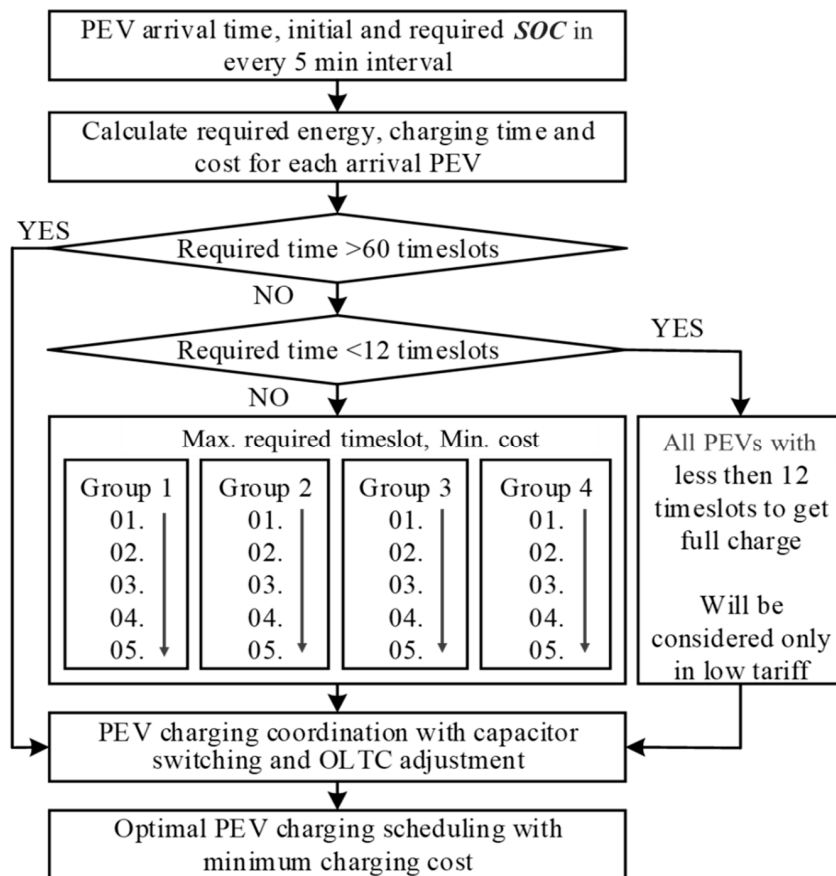 PEV arrival time, initial and required SOC in
every 5 min interval
Calculate required energy, charging time and
cost for each arrival PEV
YES
Required time >60 timeslots
NO
YES
Required time <12 timeslots
NO
Max. required timeslot, Min. cost
Group 1
01.
02.
03.
04.
05.
Group 2
01.
02.
03.
04.
05.
Group 3
01.
02.
03.
04.
05.
Group 4
01.
02.
03.
04.
05.
All PEVs with
less then 12
timeslots to get
full charge
Will be
considered only
in low tariff
PEV charging coordination with capacitor
switching and OLTC adjustment
Optimal PEV charging scheduling with
minimum charging cost